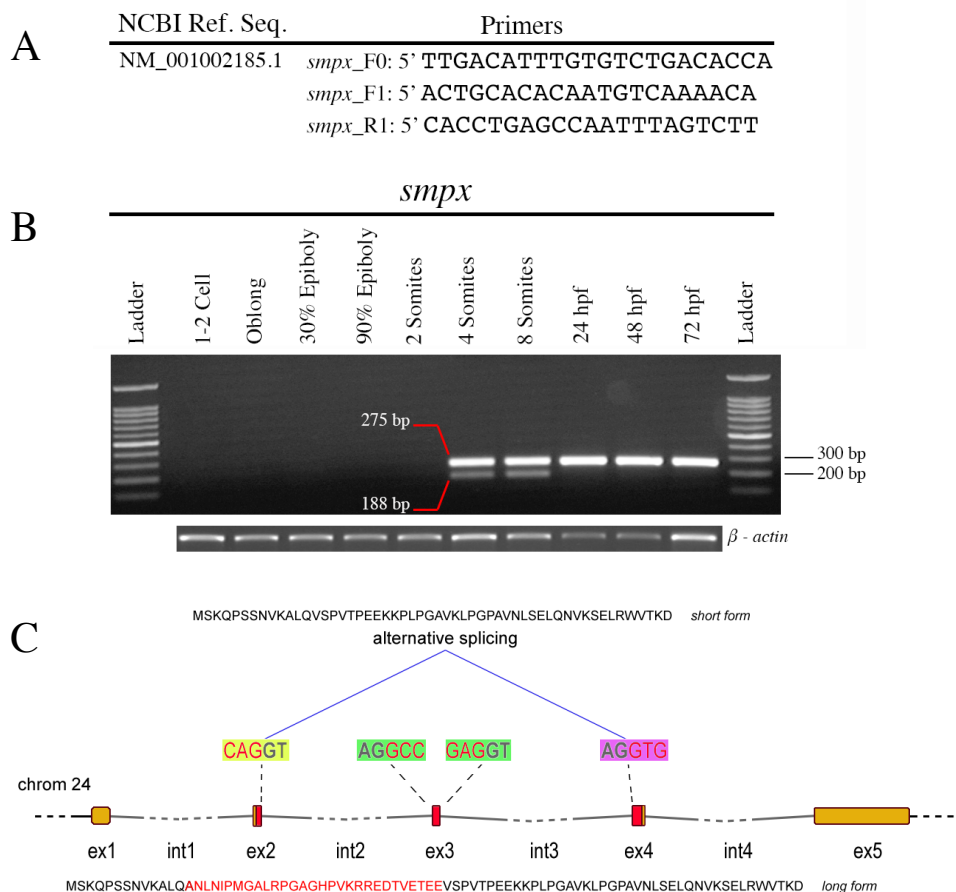 A
NCBI Ref. Seq. Primers
NM_001002185.1 smpx_F0: 5’ TTGACATTTGTGTCTGACACCA
smpx_F1: 5’ ACTGCACACAATGTCAAAACA
smpx_R1: 5’ CACCTGAGCCAATTTAGTCTT
smpx
B
Ladder 1-2 Cell Oblong 30% Epiboly 90% Epiboly 2 Somites 4 Somites 8 Somites 24 hpf 48 hpf 72 hpf Ladder
275 bp
300 bp
200 bp
188 bp
β - actin
MSKQPSSNVKALQVSPVTPEEKKPLPGAVKLPGPAVNLSELQNVKSELRWVTKD short form
C
alternative splicing
CAGGT AGGCC GAGGT AGGTG
chrom 24
ex1 int1 ex2 int2 ex3 int3 ex4 int4 ex5
MSKQPSSNVKALQANLNIPMGALRPGAGHPVKRREDTVETEEVSPVTPEEKKPLPGAVKLPGPAVNLSELQNVKSELRWVTKD long form